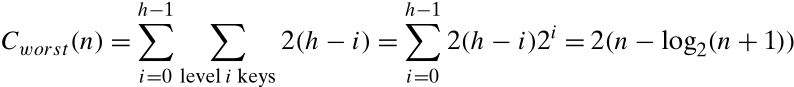 C_{worst}(n) = \sum_{i=0}^{h-1} \sum_{\text{level } i \text{ keys}} 2(h − i) = \sum_{i=0}^{h-1} 2(h − i)2^i = 2(n − \log_2(n + 1))